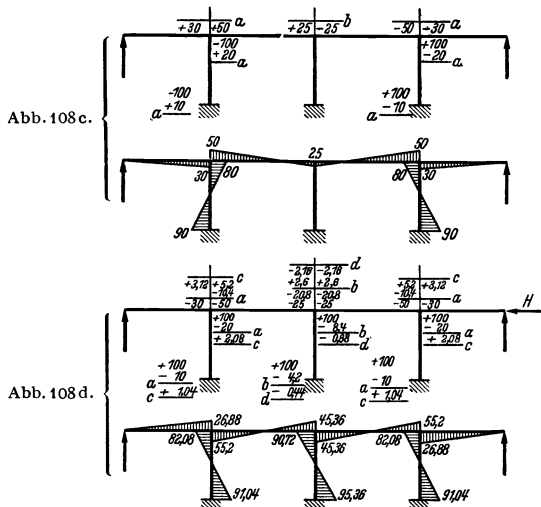 a
+30 +50
-100
+20
a
+25 -25 b
a
-50 +30
+100
-20
a
-100
+10
a
+100
-10
a
Abb. 108c.
50
25
50
30 80
80 30
90
90
c
+3,12 +5,2
-10,4
-30 -50 a
+100
-20 a
+2,08 c
d
-2,16 -2,16
+2,6 +2,6 b
-20,8 -20,8
-25 -25
+100
-8,4 b
-0,88 d
c
+5,2 +3,12
-10,4
-50 -30 a
+100
-20 a
+2,08 c
H
+100
a -10
c +1,04
+100
b -4,2
d -0,44
+100
a -10
c +1,04
Abb. 108d.
26,88
82,08
55,2
91,04
45,36
90,72
45,36
95,36
55,2
82,08
26,88
91,04